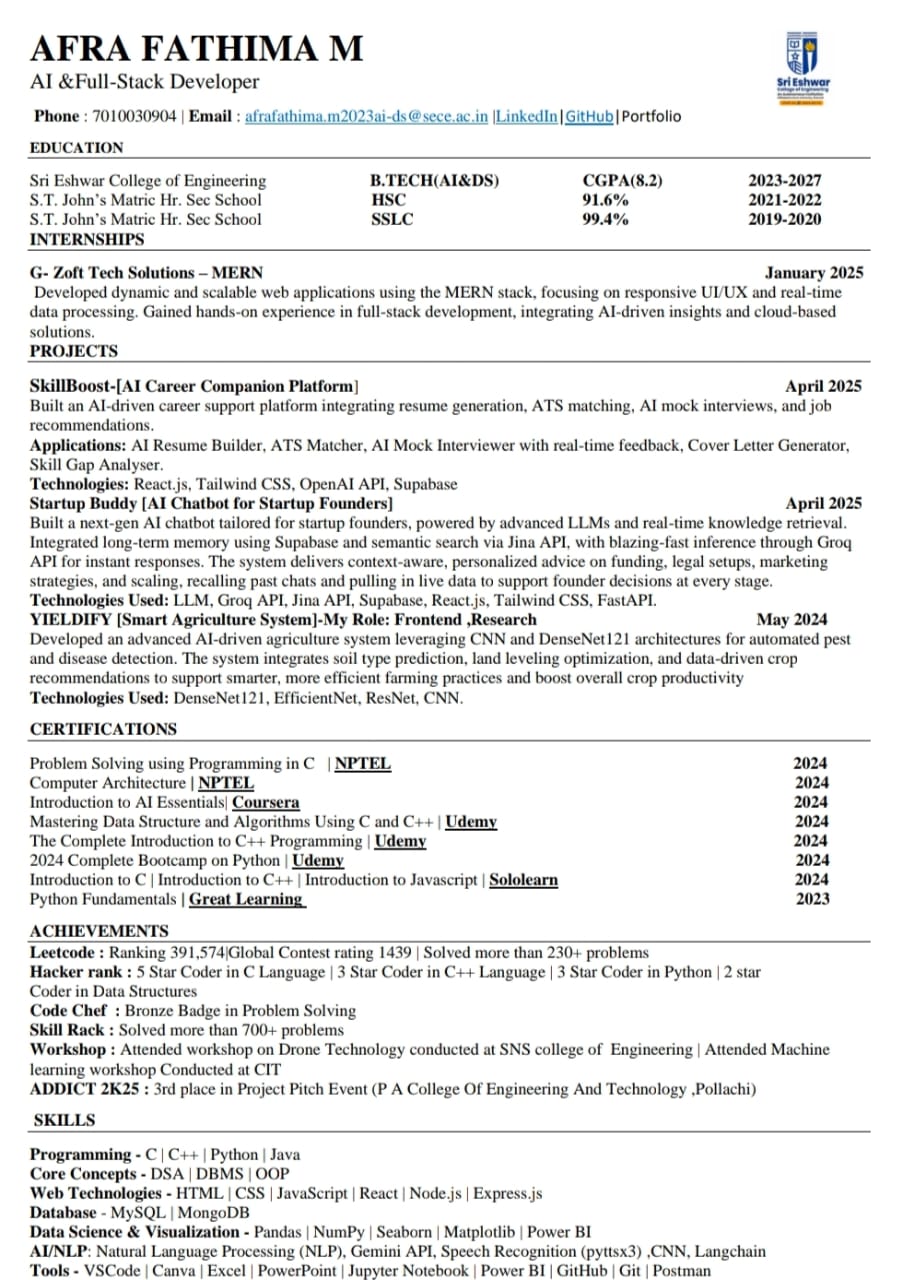 AFRA FATHIMA M
AI &Full-Stack Developer
Sri Eshwar
College of Engineering
Phone : 7010030904 | Email : afrafathima.m2023ai-ds@sece.ac.in |LinkedIn|GitHub|Portfolio
EDUCATION
Sri Eshwar College of Engineering B.TECH(AI&DS) CGPA(8.2) 2023-2027
S.T. John's Matric Hr. Sec School HSC 91.6% 2021-2022
S.T. John's Matric Hr. Sec School SSLC 99.4% 2019-2020
INTERNSHIPS
G- Zoft Tech Solutions – MERN January 2025
Developed dynamic and scalable web applications using the MERN stack, focusing on responsive UI/UX and real-time
data processing. Gained hands-on experience in full-stack development, integrating AI-driven insights and cloud-based
solutions.
PROJECTS
SkillBoost-[AI Career Companion Platform] April 2025
Built an AI-driven career support platform integrating resume generation, ATS matching, AI mock interviews, and job
recommendations.
Applications: AI Resume Builder, ATS Matcher, AI Mock Interviewer with real-time feedback, Cover Letter Generator,
Skill Gap Analyser.
Technologies: React.js, Tailwind CSS, OpenAI API, Supabase
Startup Buddy [AI Chatbot for Startup Founders] April 2025
Built a next-gen AI chatbot tailored for startup founders, powered by advanced LLMs and real-time knowledge retrieval.
Integrated long-term memory using Supabase and semantic search via Jina API, with blazing-fast inference through Groq
API for instant responses. The system delivers context-aware, personalized advice on funding, legal setups, marketing
strategies, and scaling, recalling past chats and pulling in live data to support founder decisions at every stage.
Technologies Used: LLM, Groq API, Jina API, Supabase, React.js, Tailwind CSS, FastAPI.
YIELDIFY [Smart Agriculture System]-My Role: Frontend ,Research May 2024
Developed an advanced AI-driven agriculture system leveraging CNN and DenseNet121 architectures for automated pest
and disease detection. The system integrates soil type prediction, land leveling optimization, and data-driven crop
recommendations to support smarter, more efficient farming practices and boost overall crop productivity
Technologies Used: DenseNet121, EfficientNet, ResNet, CNN.
CERTIFICATIONS
Problem Solving using Programming in C | NPTEL 2024
Computer Architecture | NPTEL 2024
Introduction to AI Essentials| Coursera 2024
Mastering Data Structure and Algorithms Using C and C++ | Udemy 2024
The Complete Introduction to C++ Programming | Udemy 2024
2024 Complete Bootcamp on Python | Udemy 2024
Introduction to C | Introduction to C++ | Introduction to Javascript | Sololearn 2024
Python Fundamentals | Great Learning 2023
ACHIEVEMENTS
Leetcode : Ranking 391,574|Global Contest rating 1439 | Solved more than 230+ problems
Hacker rank : 5 Star Coder in C Language | 3 Star Coder in C++ Language | 3 Star Coder in Python | 2 star
Coder in Data Structures
Code Chef : Bronze Badge in Problem Solving
Skill Rack : Solved more than 700+ problems
Workshop : Attended workshop on Drone Technology conducted at SNS college of Engineering | Attended Machine
learning workshop Conducted at CIT
ADDICT 2K25 : 3rd place in Project Pitch Event (P A College Of Engineering And Technology ,Pollachi)
SKILLS
Programming - C | C++ | Python | Java
Core Concepts - DSA | DBMS | OOP
Web Technologies - HTML | CSS | JavaScript | React | Node.js | Express.js
Database - MySQL | MongoDB
Data Science & Visualization - Pandas | NumPy | Seaborn | Matplotlib | Power BI
AI/NLP: Natural Language Processing (NLP), Gemini API, Speech Recognition (pyttsx3) ,CNN, Langchain
Tools - VSCode | Canva | Excel | PowerPoint | Jupyter Notebook | Power BI | GitHub | Git | Postman